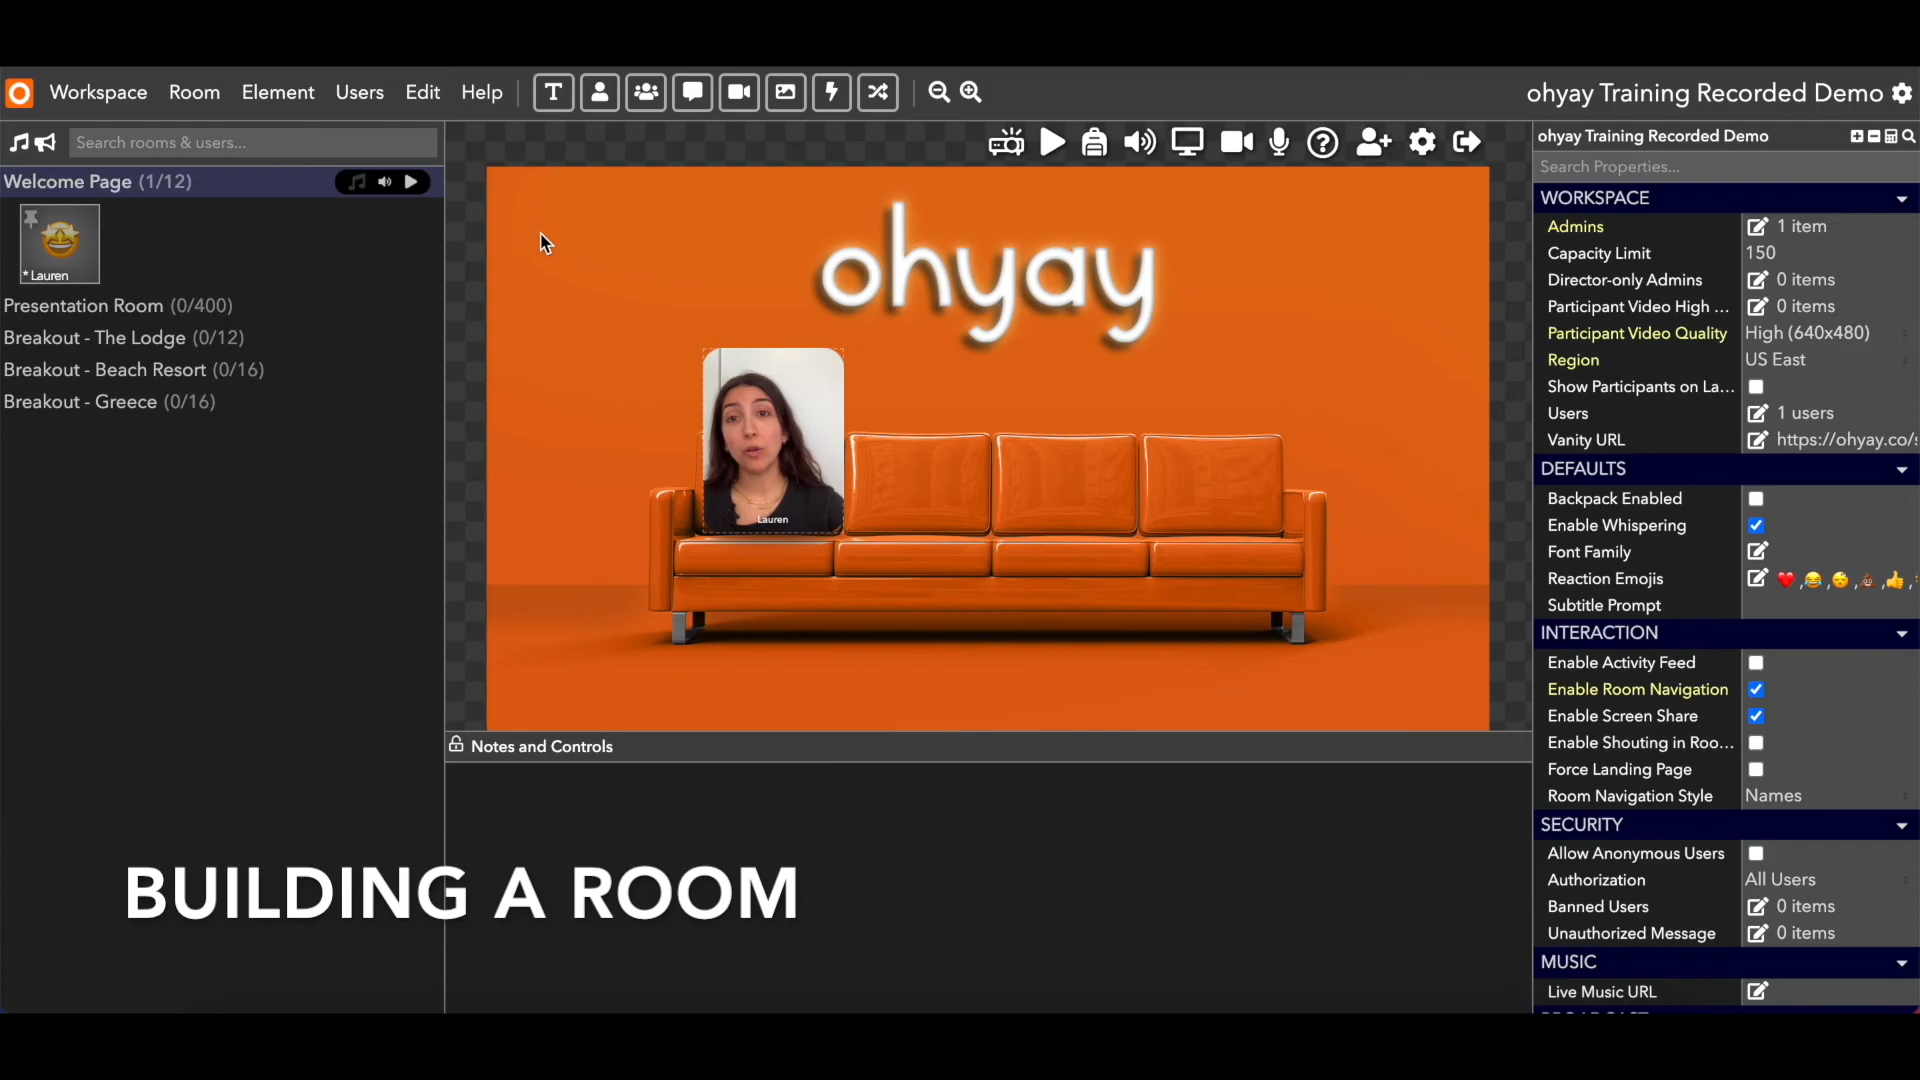 Workspace Room Element Users Edit Help
ohyay Training Recorded Demo
Search rooms & users...
Welcome Page (1/12)
* Lauren
Presentation Room (0/400)
Breakout - The Lodge (0/12)
Breakout - Beach Resort (0/16)
Breakout - Greece (0/16)
ohyay
Lauren
Notes and Controls
BUILDING A ROOM
ohyay Training Recorded Demo
Search Properties...
WORKSPACE
Admins 1 item
Capacity Limit 150
Director-only Admins 0 items
Participant Video High ... 0 items
Participant Video Quality High (640x480)
Region US East
Show Participants on La...
Users 1 users
Vanity URL https://ohyay.co/
DEFAULTS
Backpack Enabled
Enable Whispering
Font Family
Reaction Emojis ❤️,😂,😴,💩,👍,
Subtitle Prompt
INTERACTION
Enable Activity Feed
Enable Room Navigation
Enable Screen Share
Enable Shouting in Roo...
Force Landing Page
Room Navigation Style Names
SECURITY
Allow Anonymous Users
Authorization All Users
Banned Users 0 items
Unauthorized Message 0 items
MUSIC
Live Music URL